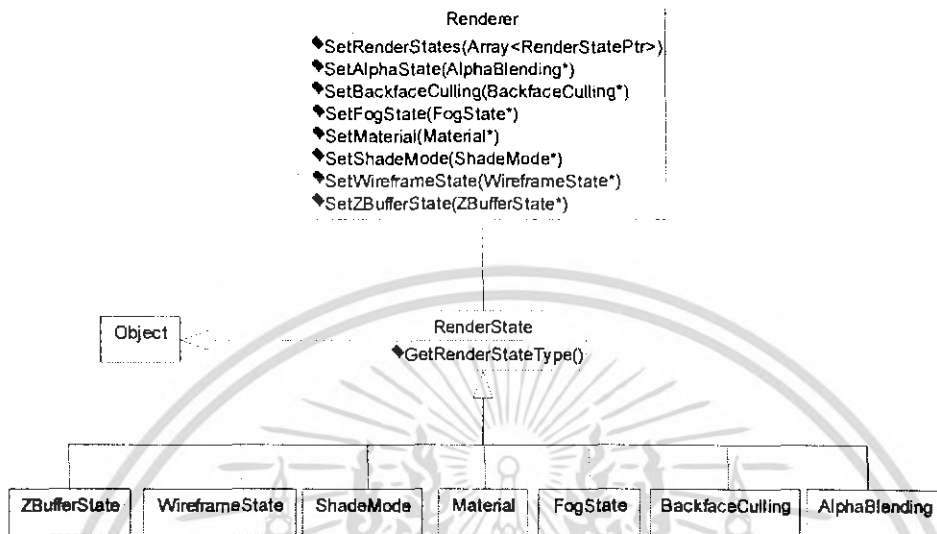 Renderer
SetRenderStates(Array<RenderStatePtr>)
SetAlphaState(AlphaBlending*)
SetBackfaceCulling(BackfaceCulling*)
SetFogState(FogState*)
SetMaterial(Material*)
SetShadeMode(ShadeMode*)
SetWireframeState(WireframeState*)
SetZBufferState(ZBufferState*)
Object
RenderState
GetRenderStateType()
ZBufferState WireframeState ShadeMode Material FogState BackfaceCulling AlphaBlending